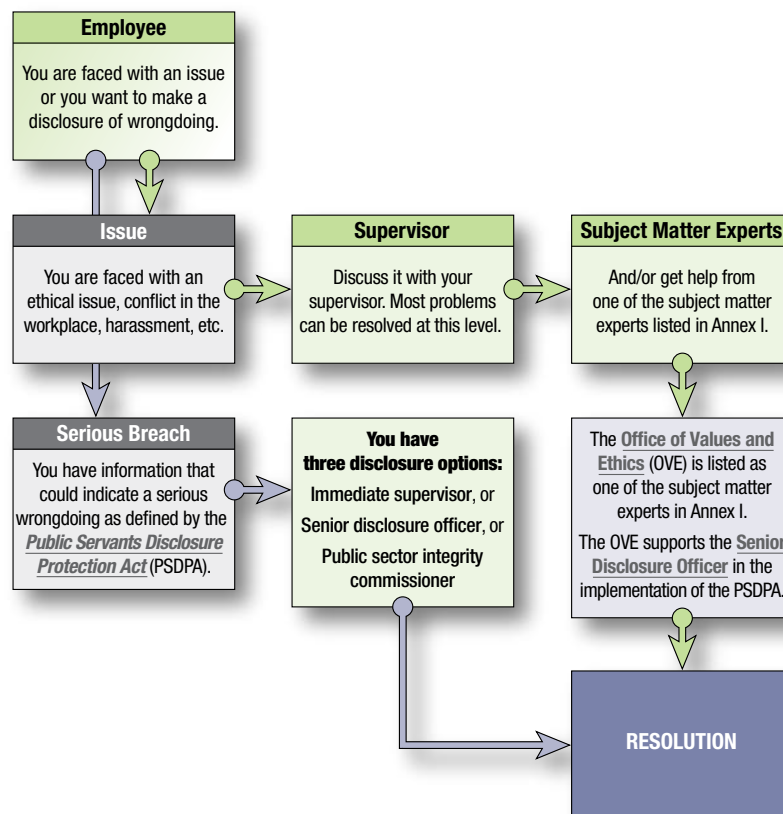 Employee
You are faced with an issue
or you want to make a
disclosure of wrongdoing.
Issue
You are faced with an
ethical issue, conflict in the
workplace, harassment, etc.
Supervisor
Discuss it with your
supervisor. Most problems
can be resolved at this level.
Subject Matter Experts
And/or get help from
one of the subject matter
experts listed in Annex I.
Serious Breach
You have information that
could indicate a serious
wrongdoing as defined by the
Public Servants Disclosure
Protection Act (PSDPA).
You have
three disclosure options:
Immediate supervisor, or
Senior disclosure officer, or
Public sector integrity
commissioner
The Office of Values and
Ethics (OVE) is listed as
one of the subject matter
experts in Annex I.
The OVE supports the Senior
Disclosure Officer in the
implementation of the PSDPA.
RESOLUTION